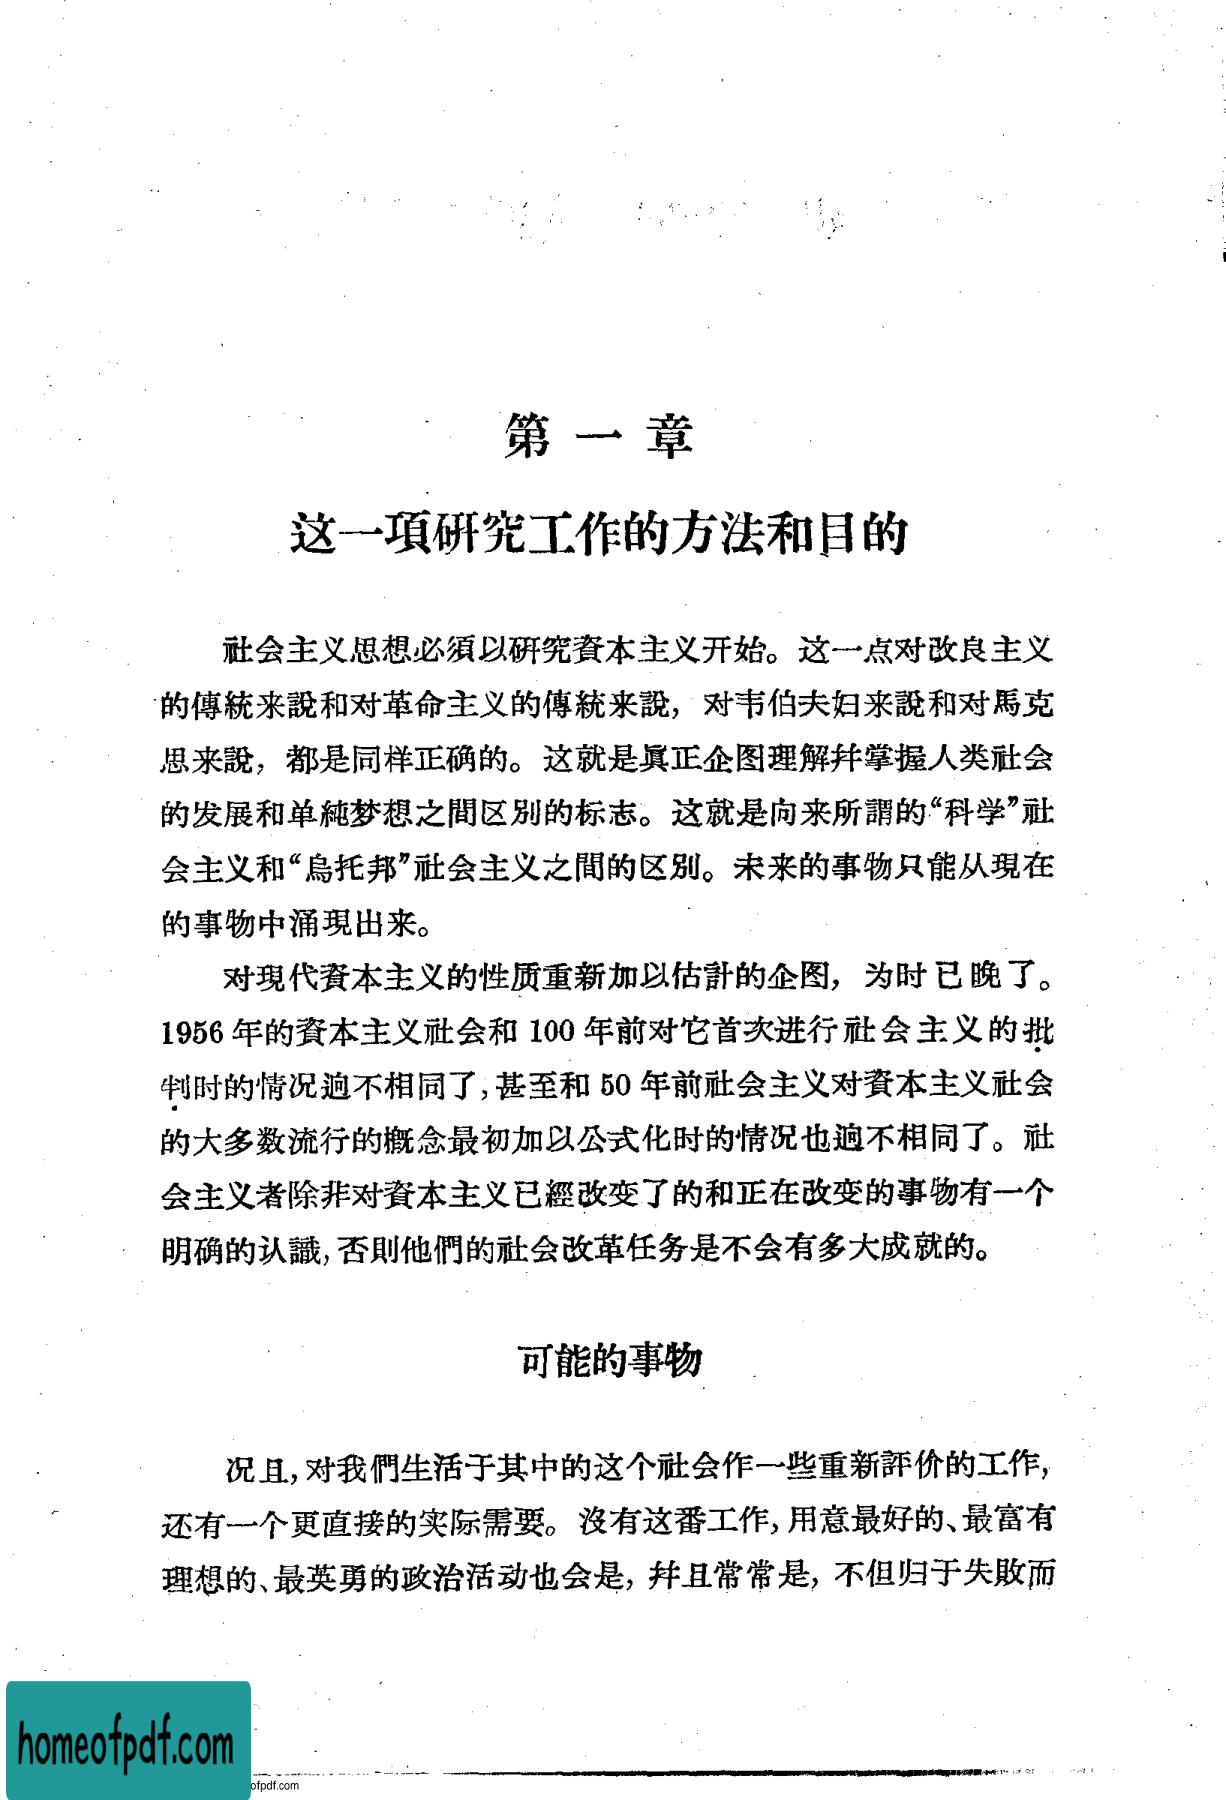 第一章
这一項研究工作的方法和目的
社会主义思想必須以研究資本主义开始。这一点对改良主义
的傳統来說和对革命主义的傳統来說，对韦伯夫妇来說和对馬克
思来說，都是同样正确的。这就是眞正企图理解幷掌握人类社会
的发展和单純梦想之間区別的标志。这就是向来所謂的“科学”社
会主义和“烏托邦”社会主义之間的区別。未来的事物只能从現在
的事物中涌現出来。
对現代資本主义的性质重新加以估計的企图，为时已晚了。
1956年的資本主义社会和100年前对它首次进行社会主义的批
判时的情况逈不相同了，甚至和50年前社会主义对資本主义社会
的大多数流行的槪念最初加以公式化时的情况也逈不相同了。社
会主义者除非对資本主义已經改变了的和正在改变的事物有一个
明确的认識，否則他們的社会改革任务是不会有多大成就的。
可能的事物
况且，对我們生活于其中的这个社会作一些重新評价的工作，
还有一个更直接的实际需要。沒有这番工作，用意最好的、最富有
理想的、最英勇的政治活动也会是，幷且常常是，不但归于失敗而
homeofpdf.com
ofpdf.com